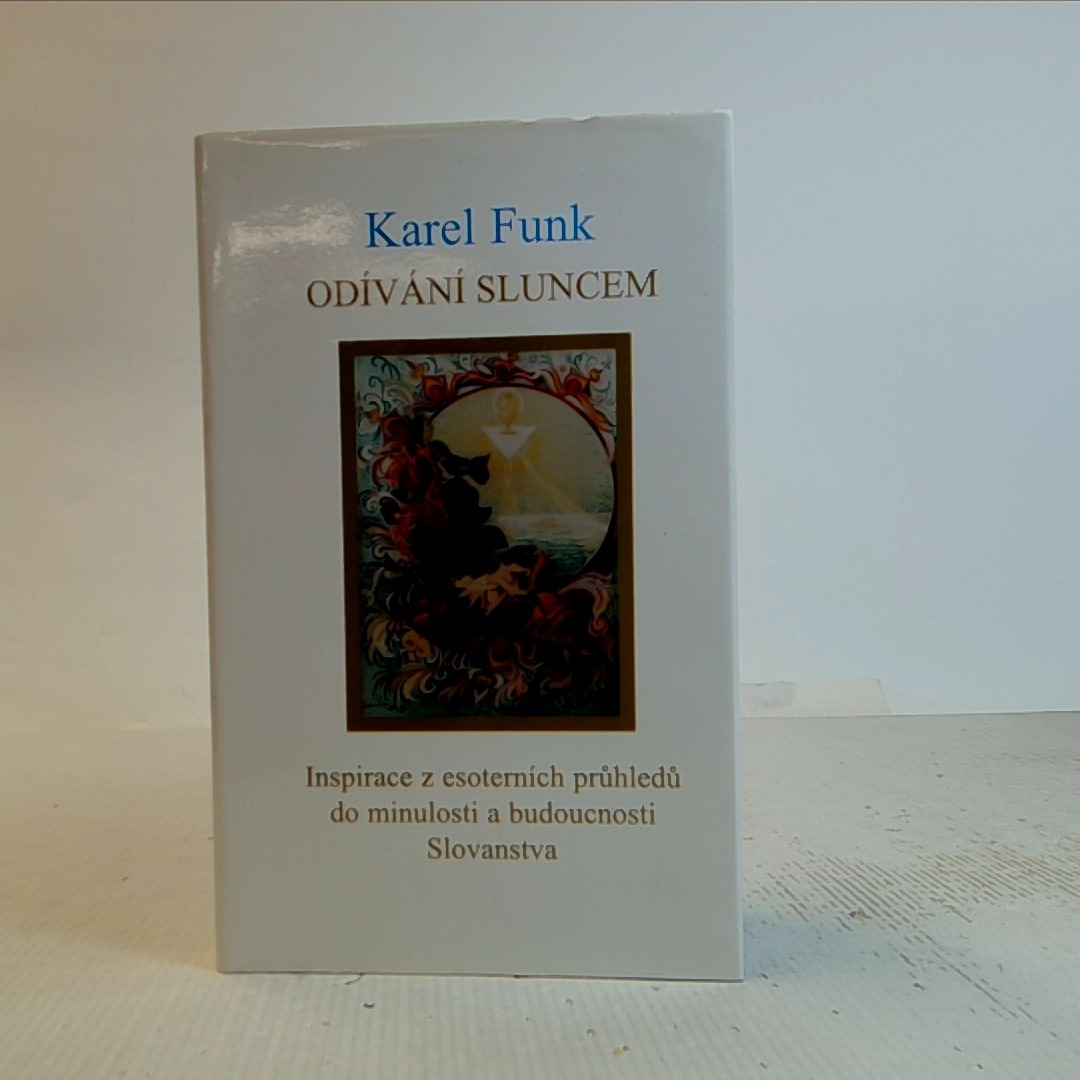 Karel Funk
ODÍVÁNÍ SLUNCEM
Inspirace z esoterních průhledů
do minulosti a budoucnosti
Slovanstva